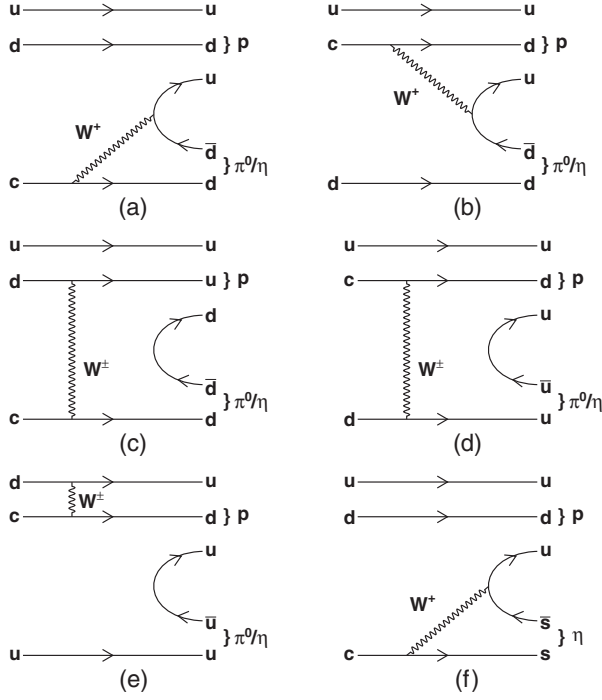 u u
d d } p
u
W⁺
d̄
} π⁰/η
c d
(a)
u u
c d } p
u
W⁺
d̄
} π⁰/η
d d
(b)
u u
d u } p
d
W±
d̄
} π⁰/η
c d
(c)
u u
c d } p
u
W±
ū
} π⁰/η
d u
(d)
d u
W±
c d } p
u
ū
} π⁰/η
u u
(e)
u u
d d } p
u
W⁺
s̄
} η
c s
(f)